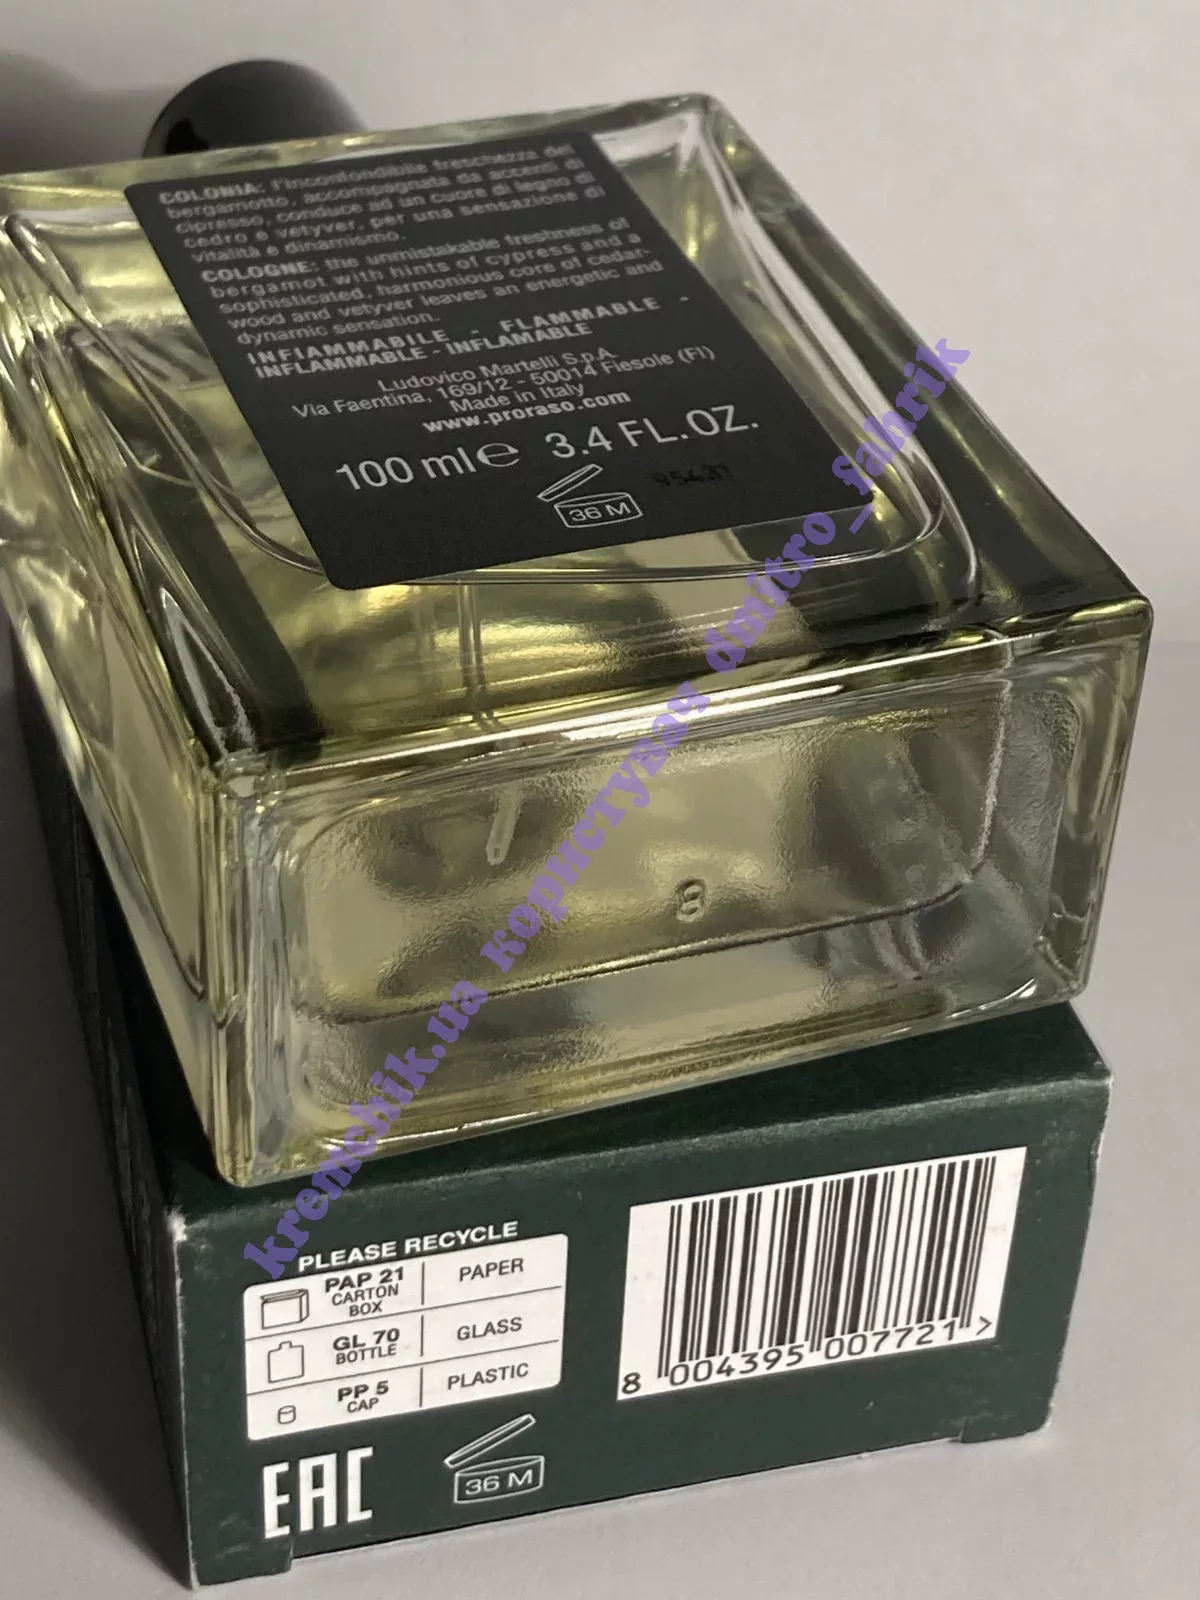 COLONIA: l'inconfondibile freschezza del
bergamotto, accompagnata da accenti di
cipresso, conduce ad un cuore di legno di
cedro e vetyver, per una sensazione di
vitalità e dinamismo.
COLOGNE: the unmistakable freshness of
bergamot with hints of cypress and a
sophisticated, harmonious core of cedar-
wood and vetyver leaves an energetic and
dynamic sensation.
INFIAMMABILE - FLAMMABLE -
INFLAMMABLE - INFLAMABLE
Ludovico Martelli S.p.A.
Via Faentina, 169/12 - 50014 Fiesole (FI)
Made in Italy
www.proraso.com
100 ml e 3.4 FL.OZ.
36 M
8
kremchik.ua користувач dmitro_fahrik
PLEASE RECYCLE
PAP 21 CARTON BOX PAPER
GL 70 BOTTLE GLASS
PP 5 CAP PLASTIC
EAC
36 M
8 004395 007721 >